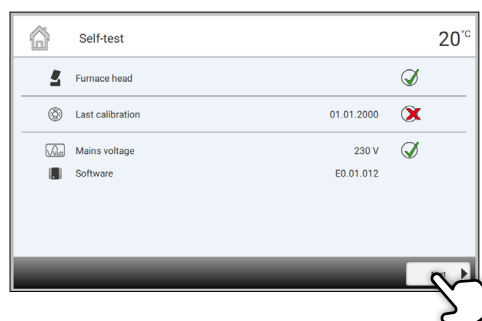 Self-test
20°C
Furnace head
Last calibration 01.01.2000
Mains voltage 230 V
Software E0.01.012